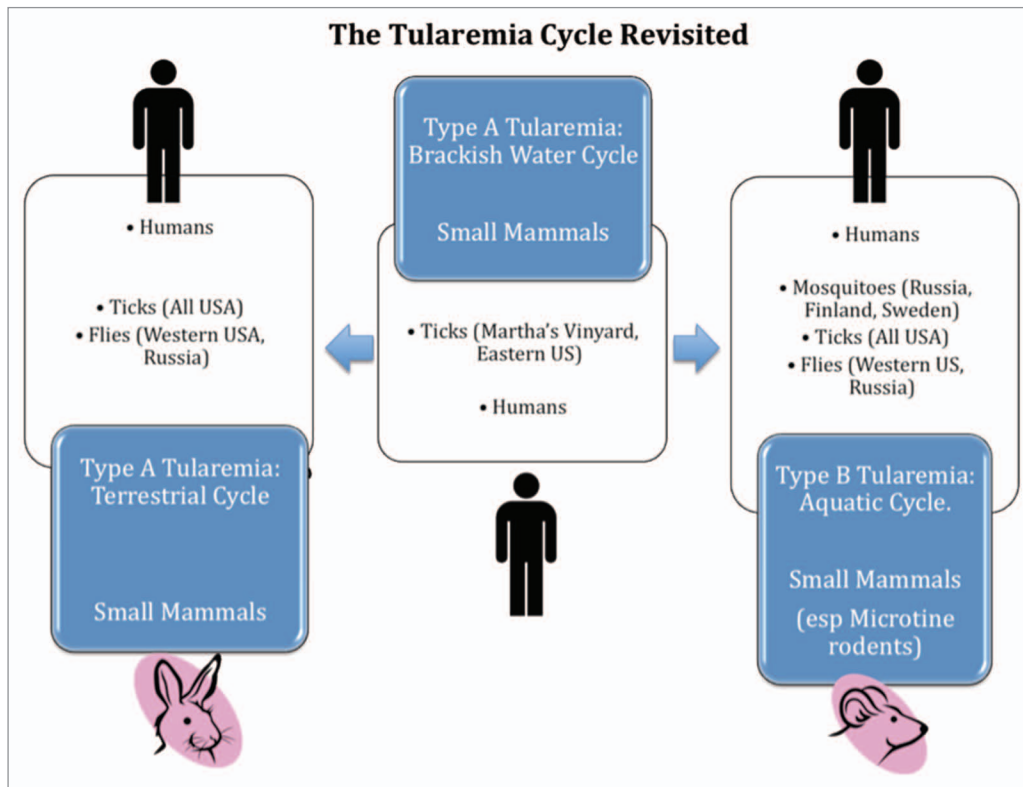 The Tularemia Cycle Revisited
• Humans
• Ticks (All USA)
• Flies (Western USA,
Russia)
Type A Tularemia:
Terrestrial Cycle
Small Mammals
Type A Tularemia:
Brackish Water Cycle
Small Mammals
• Ticks (Martha's Vinyard,
Eastern US)
• Humans
• Humans
• Mosquitoes (Russia,
Finland, Sweden)
• Ticks (All USA)
• Flies (Western US,
Russia)
Type B Tularemia:
Aquatic Cycle.
Small Mammals
(esp Microtine
rodents)